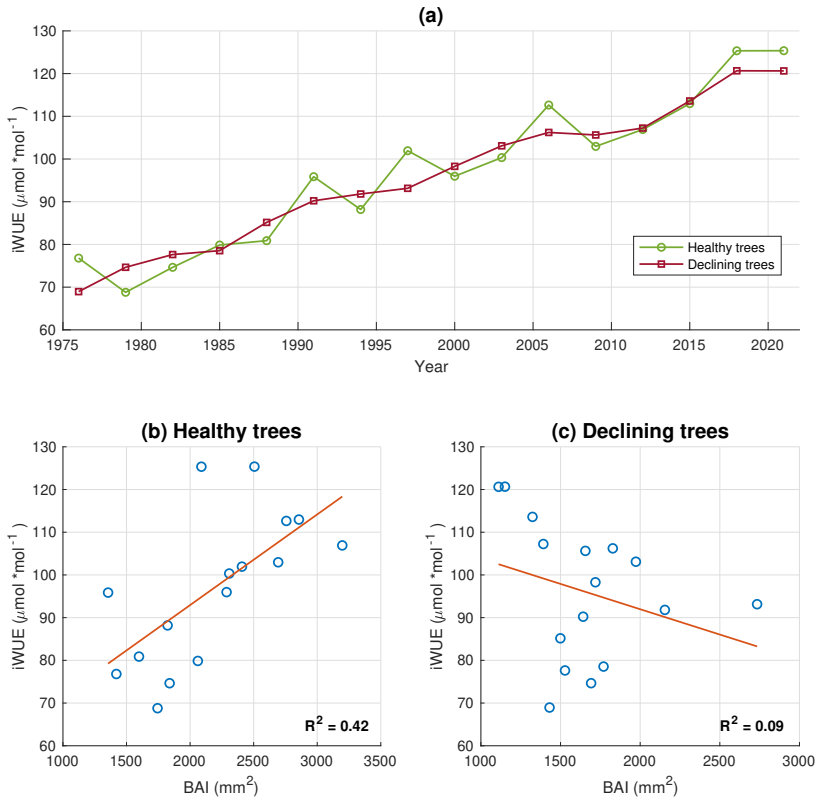 (a)
130
120
110
100
90
80
70
60
iWUE (μmol *mol⁻¹ )
1975 1980 1985 1990 1995 2000 2005 2010 2015 2020
Year
Healthy trees
Declining trees
(b) Healthy trees
130
120
110
100
90
80
70
60
iWUE (μmol *mol⁻¹ )
R² = 0.42
1000 1500 2000 2500 3000 3500
BAI (mm²)
(c) Declining trees
130
120
110
100
90
80
70
60
iWUE (μmol *mol⁻¹ )
R² = 0.09
1000 1500 2000 2500 3000
BAI (mm²)